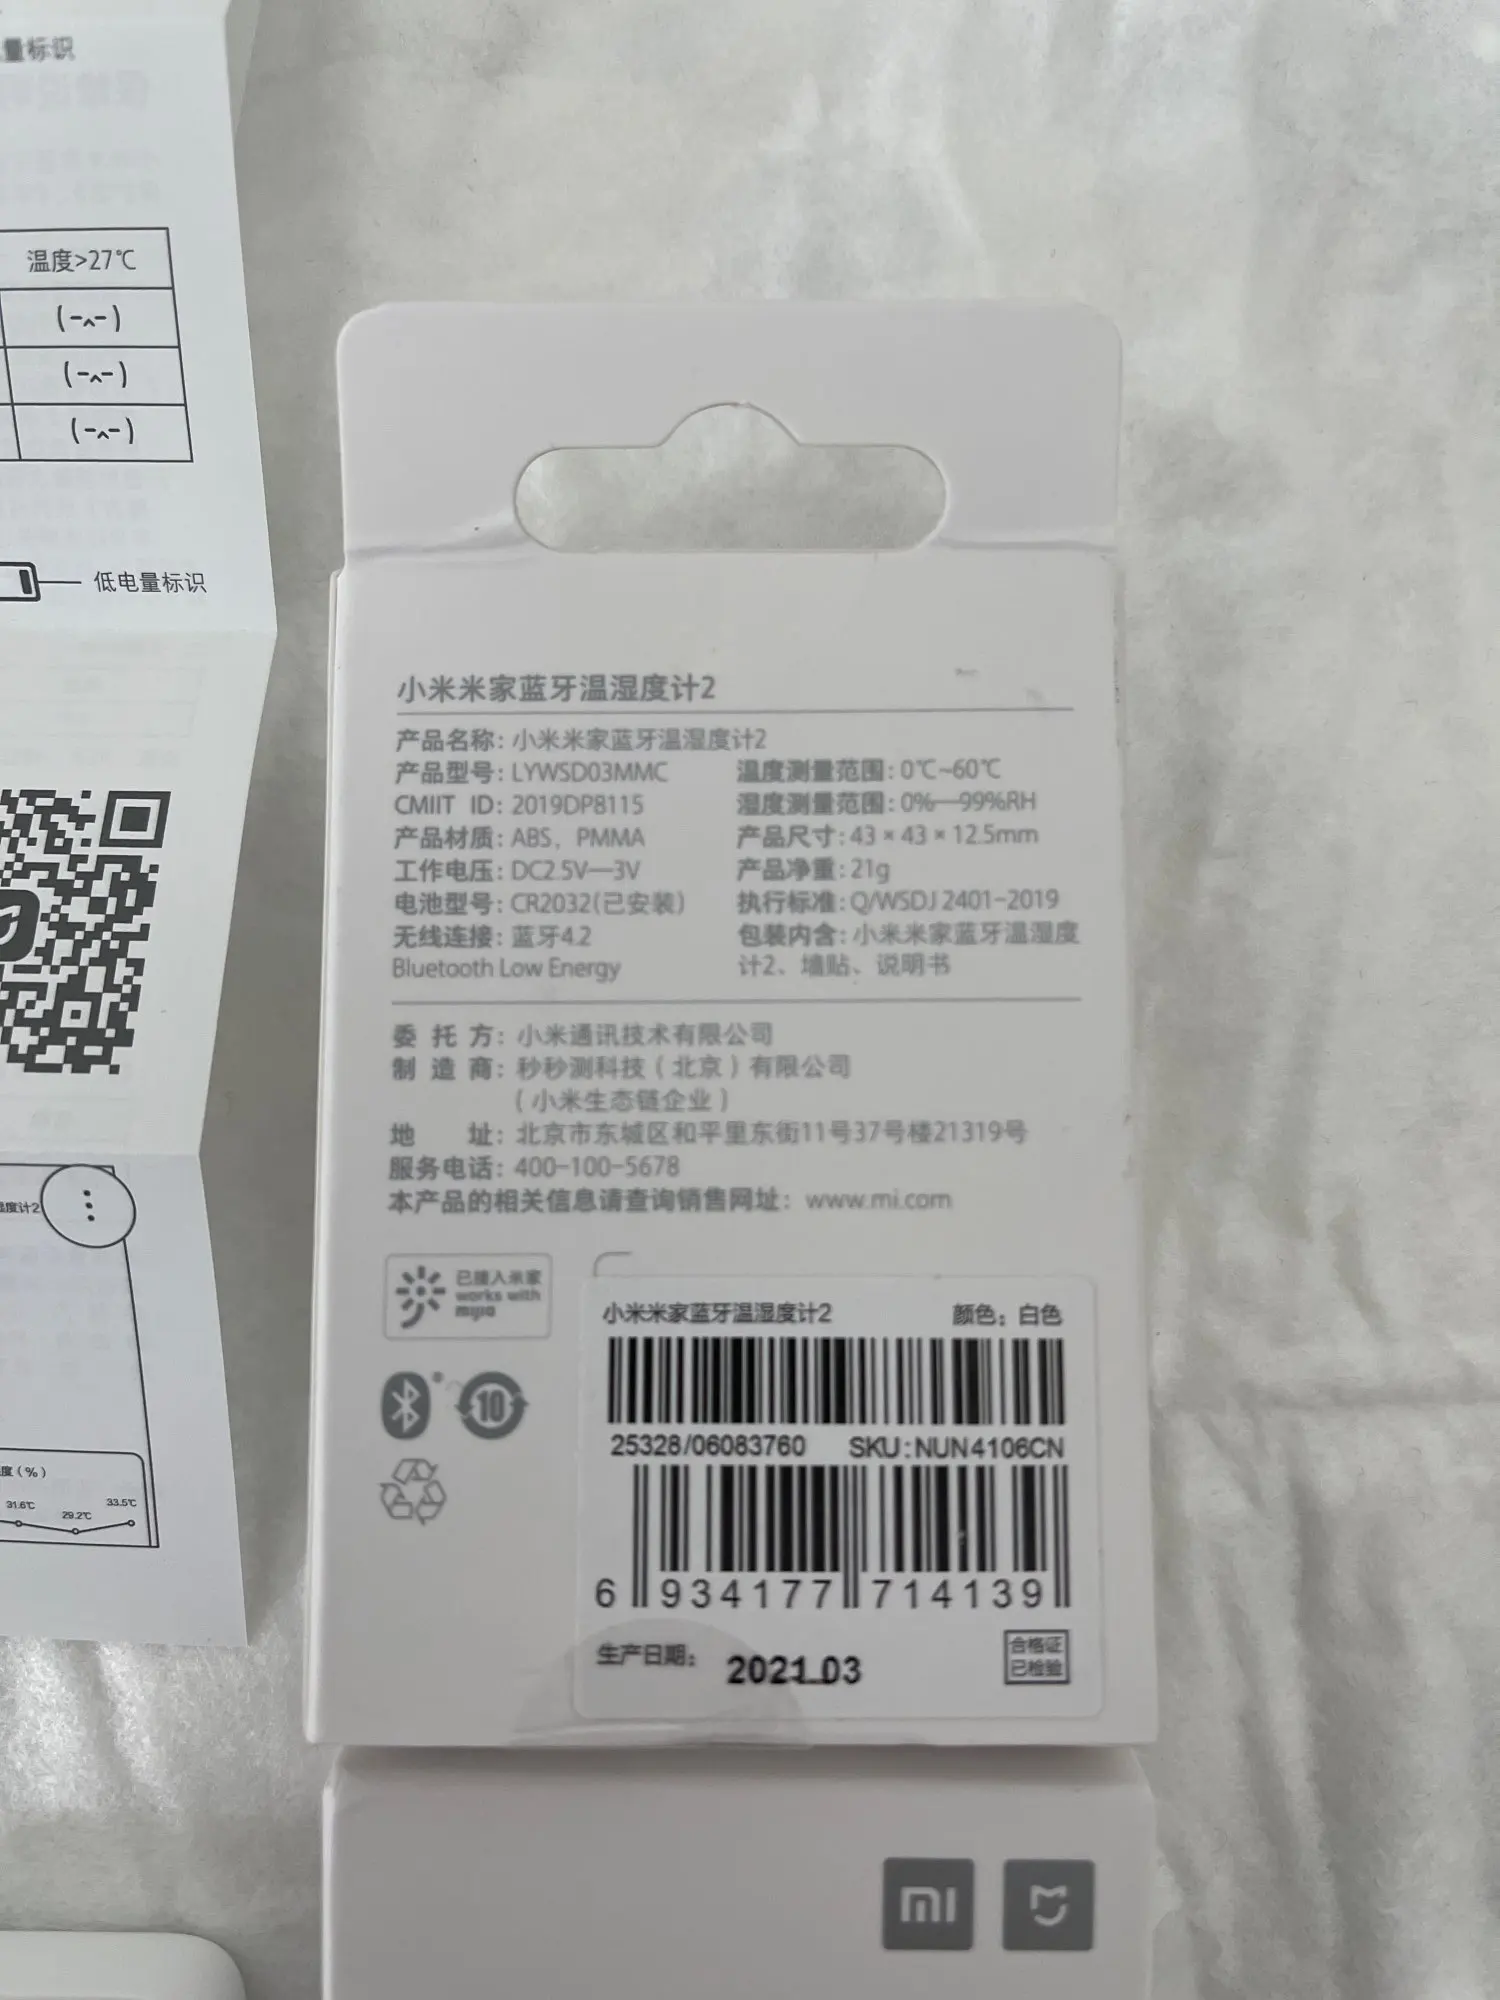 量标识
温度>27℃
(-^-)
(-^-)
(-^-)
低电量标识
温度计2
度(%)
31.6℃
29.2℃
33.5℃
小米米家蓝牙温湿度计2
产品名称: 小米米家蓝牙温湿度计2
产品型号: LYWSD03MMC
CMIIT ID: 2019DP8115
产品材质: ABS，PMMA
工作电压: DC2.5V—3V
电池型号: CR2032(已安装)
无线连接: 蓝牙4.2
Bluetooth Low Energy
温度测量范围: 0℃~60℃
湿度测量范围: 0%—99%RH
产品尺寸: 43 × 43 × 12.5mm
产品净重: 21g
执行标准: Q/WSDJ 2401-2019
包装内含: 小米米家蓝牙温湿度
计2、墙贴、说明书
委 托 方: 小米通讯技术有限公司
制 造 商: 秒秒测科技（北京）有限公司
（小米生态链企业）
地 址: 北京市东城区和平里东街11号37号楼21319号
服务电话: 400-100-5678
本产品的相关信息请查询销售网址: www.mi.com
已接入米家
works with
mijia
10
小米米家蓝牙温湿度计2 颜色: 白色
25328/06083760 SKU:NUN4106CN
6 934177 714139
生产日期: 2021.03
合格证
已检验
mi